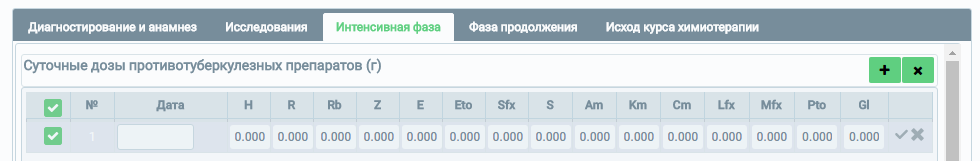 Диагностирование и анамнез Исследования Интенсивная фаза Фаза продолжения Исход курса химиотерапии
Суточные дозы противотуберкулезных препаратов (г)
№ Дата H R Rb Z E Eto Sfx S Am Km Cm Lfx Mfx Pto Gl
1 0.000 0.000 0.000 0.000 0.000 0.000 0.000 0.000 0.000 0.000 0.000 0.000 0.000 0.000 0.000